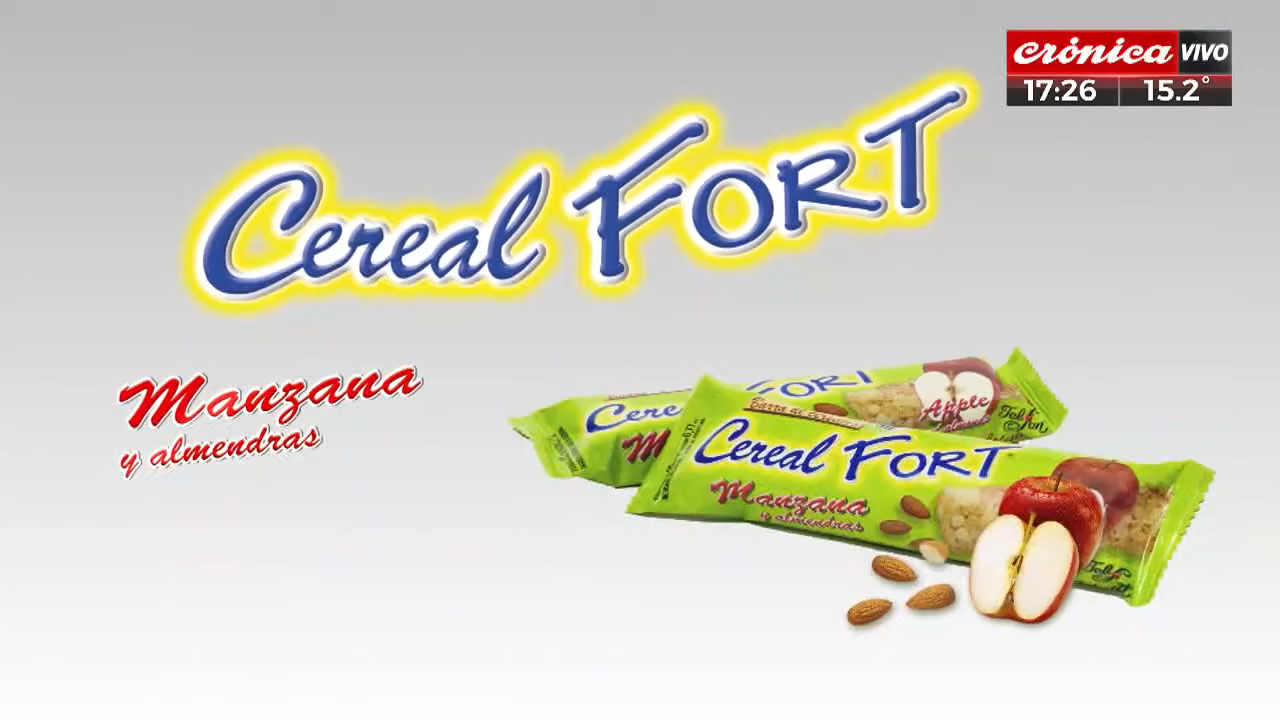 crónica VIVO
17:26 15.2°
Cereal FORT
Manzana
y almendras
FORT
Apple
Cereal FORT
Manzana
y almendras